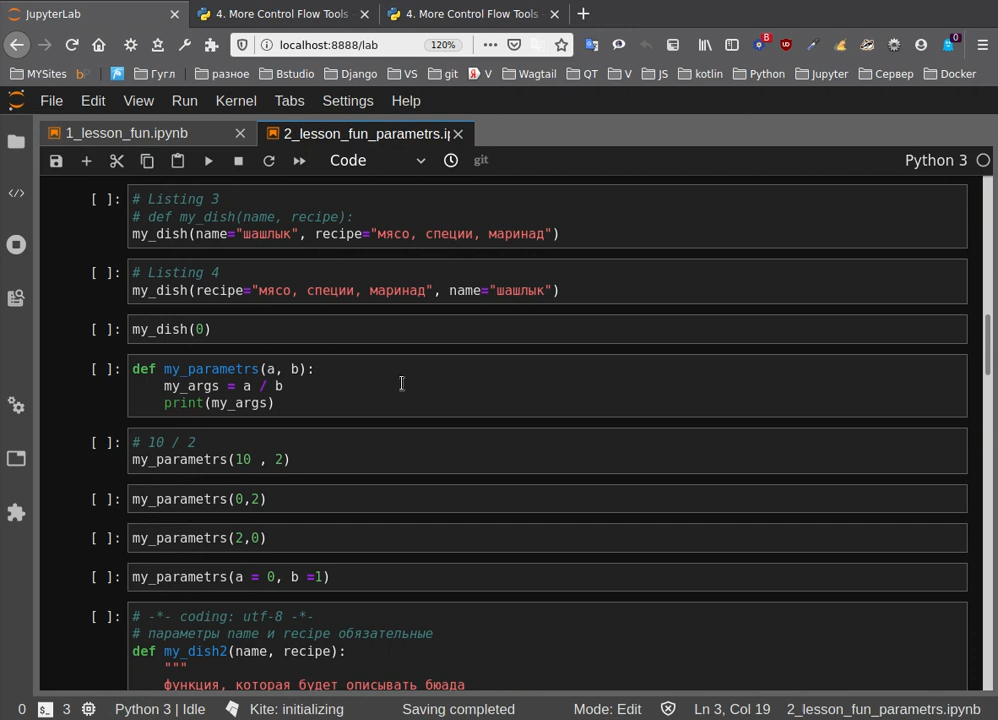 JupyterLab
4. More Control Flow Tools
4. More Control Flow Tools
localhost:8888/lab
120%
MYSites
Гугл
разное
Bstudio
Django
VS
git
V
Wagtail
QT
V
JS
kotlin
Python
Jupyter
Сервер
Docker
File Edit View Run Kernel Tabs Settings Help
1_lesson_fun.ipynb
2_lesson_fun_parametrs.ip
Code
git
Python 3
[ ]: # Listing 3
# def my_dish(name, recipe):
my_dish(name="шашлык", recipe="мясо, специи, маринад")
[ ]: # Listing 4
my_dish(recipe="мясо, специи, маринад", name="шашлык")
[ ]: my_dish(0)
[ ]: def my_parametrs(a, b):
my_args = a / b
print(my_args)
[ ]: # 10 / 2
my_parametrs(10 , 2)
[ ]: my_parametrs(0,2)
[ ]: my_parametrs(2,0)
[ ]: my_parametrs(a = 0, b =1)
[ ]: # -*- coding: utf-8 -*-
# параметры name и recipe обязательные
def my_dish2(name, recipe):
"""
функция, которая будет описывать бюада
0
3
Python 3 | Idle
Kite: initializing
Saving completed
Mode: Edit
Ln 3, Col 19
2_lesson_fun_parametrs.ipynb